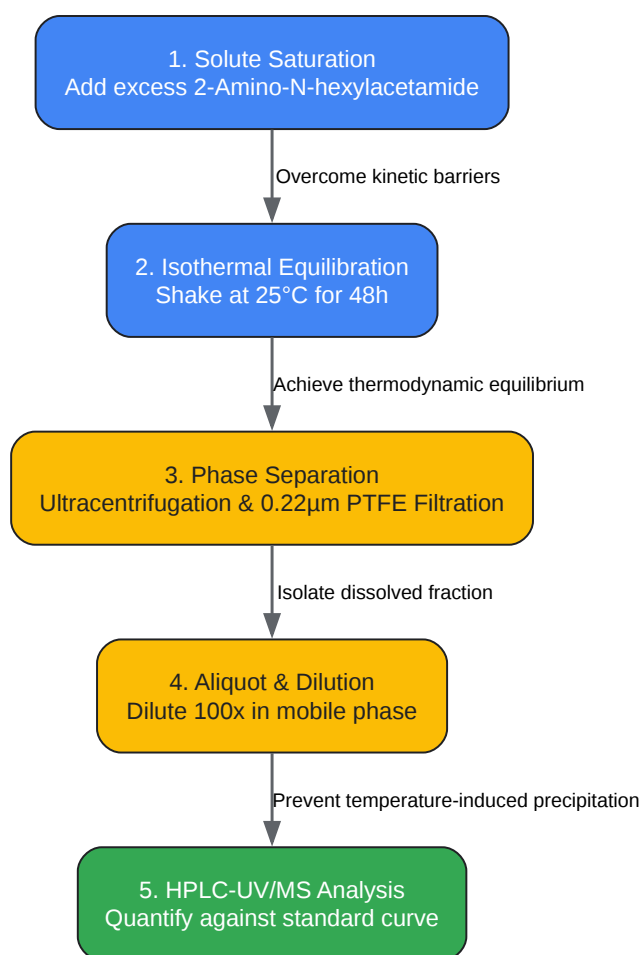 1. Solute Saturation
Add excess 2-Amino-N-hexylacetamide
Overcome kinetic barriers
2. Isothermal Equilibration
Shake at 25°C for 48h
Achieve thermodynamic equilibrium
3. Phase Separation
Ultracentrifugation & 0.22µm PTFE Filtration
Isolate dissolved fraction
4. Aliquot & Dilution
Dilute 100x in mobile phase
Prevent temperature-induced precipitation
5. HPLC-UV/MS Analysis
Quantify against standard curve